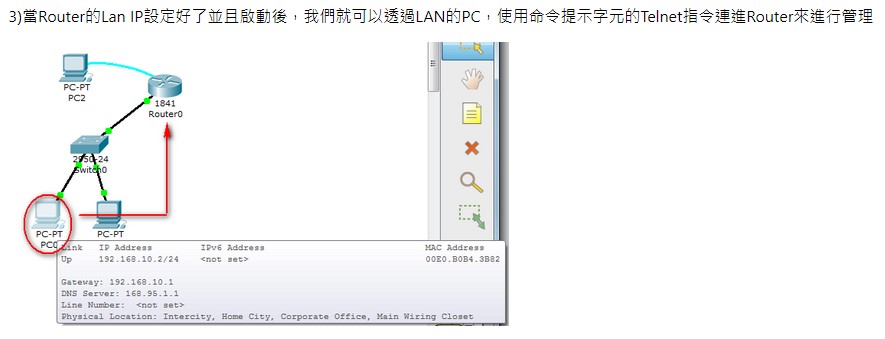 3)當Router的Lan IP設定好了並且啟動後，我們就可以透過LAN的PC，使用命令提示字元的Telnet指令連進Router來進行管理
PC-PT
PC2
1841
Router0
2950-24
Switch0
PC-PT
PC0
PC-PT
Link IP Address IPv6 Address MAC Address
Up 192.168.10.2/24 <not set> 00E0.B0B4.3B82
Gateway: 192.168.10.1
DNS Server: 168.95.1.1
Line Number: <not set>
Physical Location: Intercity, Home City, Corporate Office, Main Wiring Closet